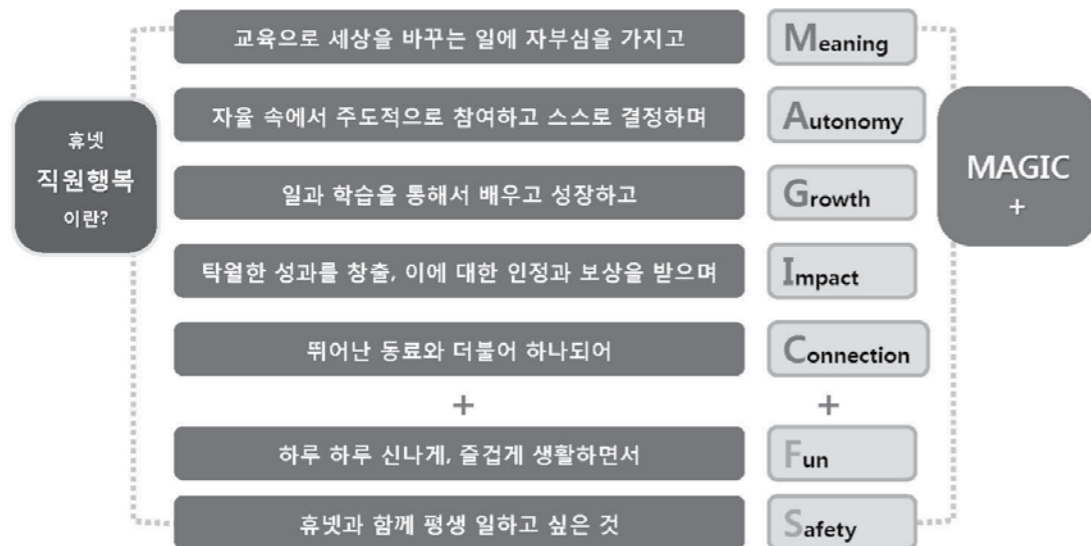 휴넷
직원행복
이란?
교육으로 세상을 바꾸는 일에 자부심을 가지고
Meaning
자율 속에서 주도적으로 참여하고 스스로 결정하며
Autonomy
일과 학습을 통해서 배우고 성장하고
Growth
탁월한 성과를 창출, 이에 대한 인정과 보상을 받으며
Impact
뛰어난 동료와 더불어 하나되어
Connection
+
+
하루 하루 신나게, 즐겁게 생활하면서
Fun
휴넷과 함께 평생 일하고 싶은 것
Safety
MAGIC
+